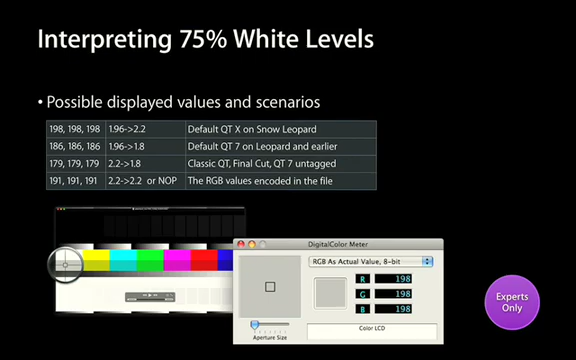 Interpreting 75% White Levels
• Possible displayed values and scenarios
198, 198, 198 1.96->2.2 Default QT X on Snow Leopard
186, 186, 186 1.96->1.8 Default QT 7 on Leopard and earlier
179, 179, 179 2.2->1.8 Classic QT, Final Cut, QT 7 untagged
191, 191, 191 2.2->2.2 or NOP The RGB values encoded in the file
DigitalColor Meter
RGB As Actual Value, 8-bit
R 198
G 198
B 198
Aperture Size
Color LCD
Experts
Only